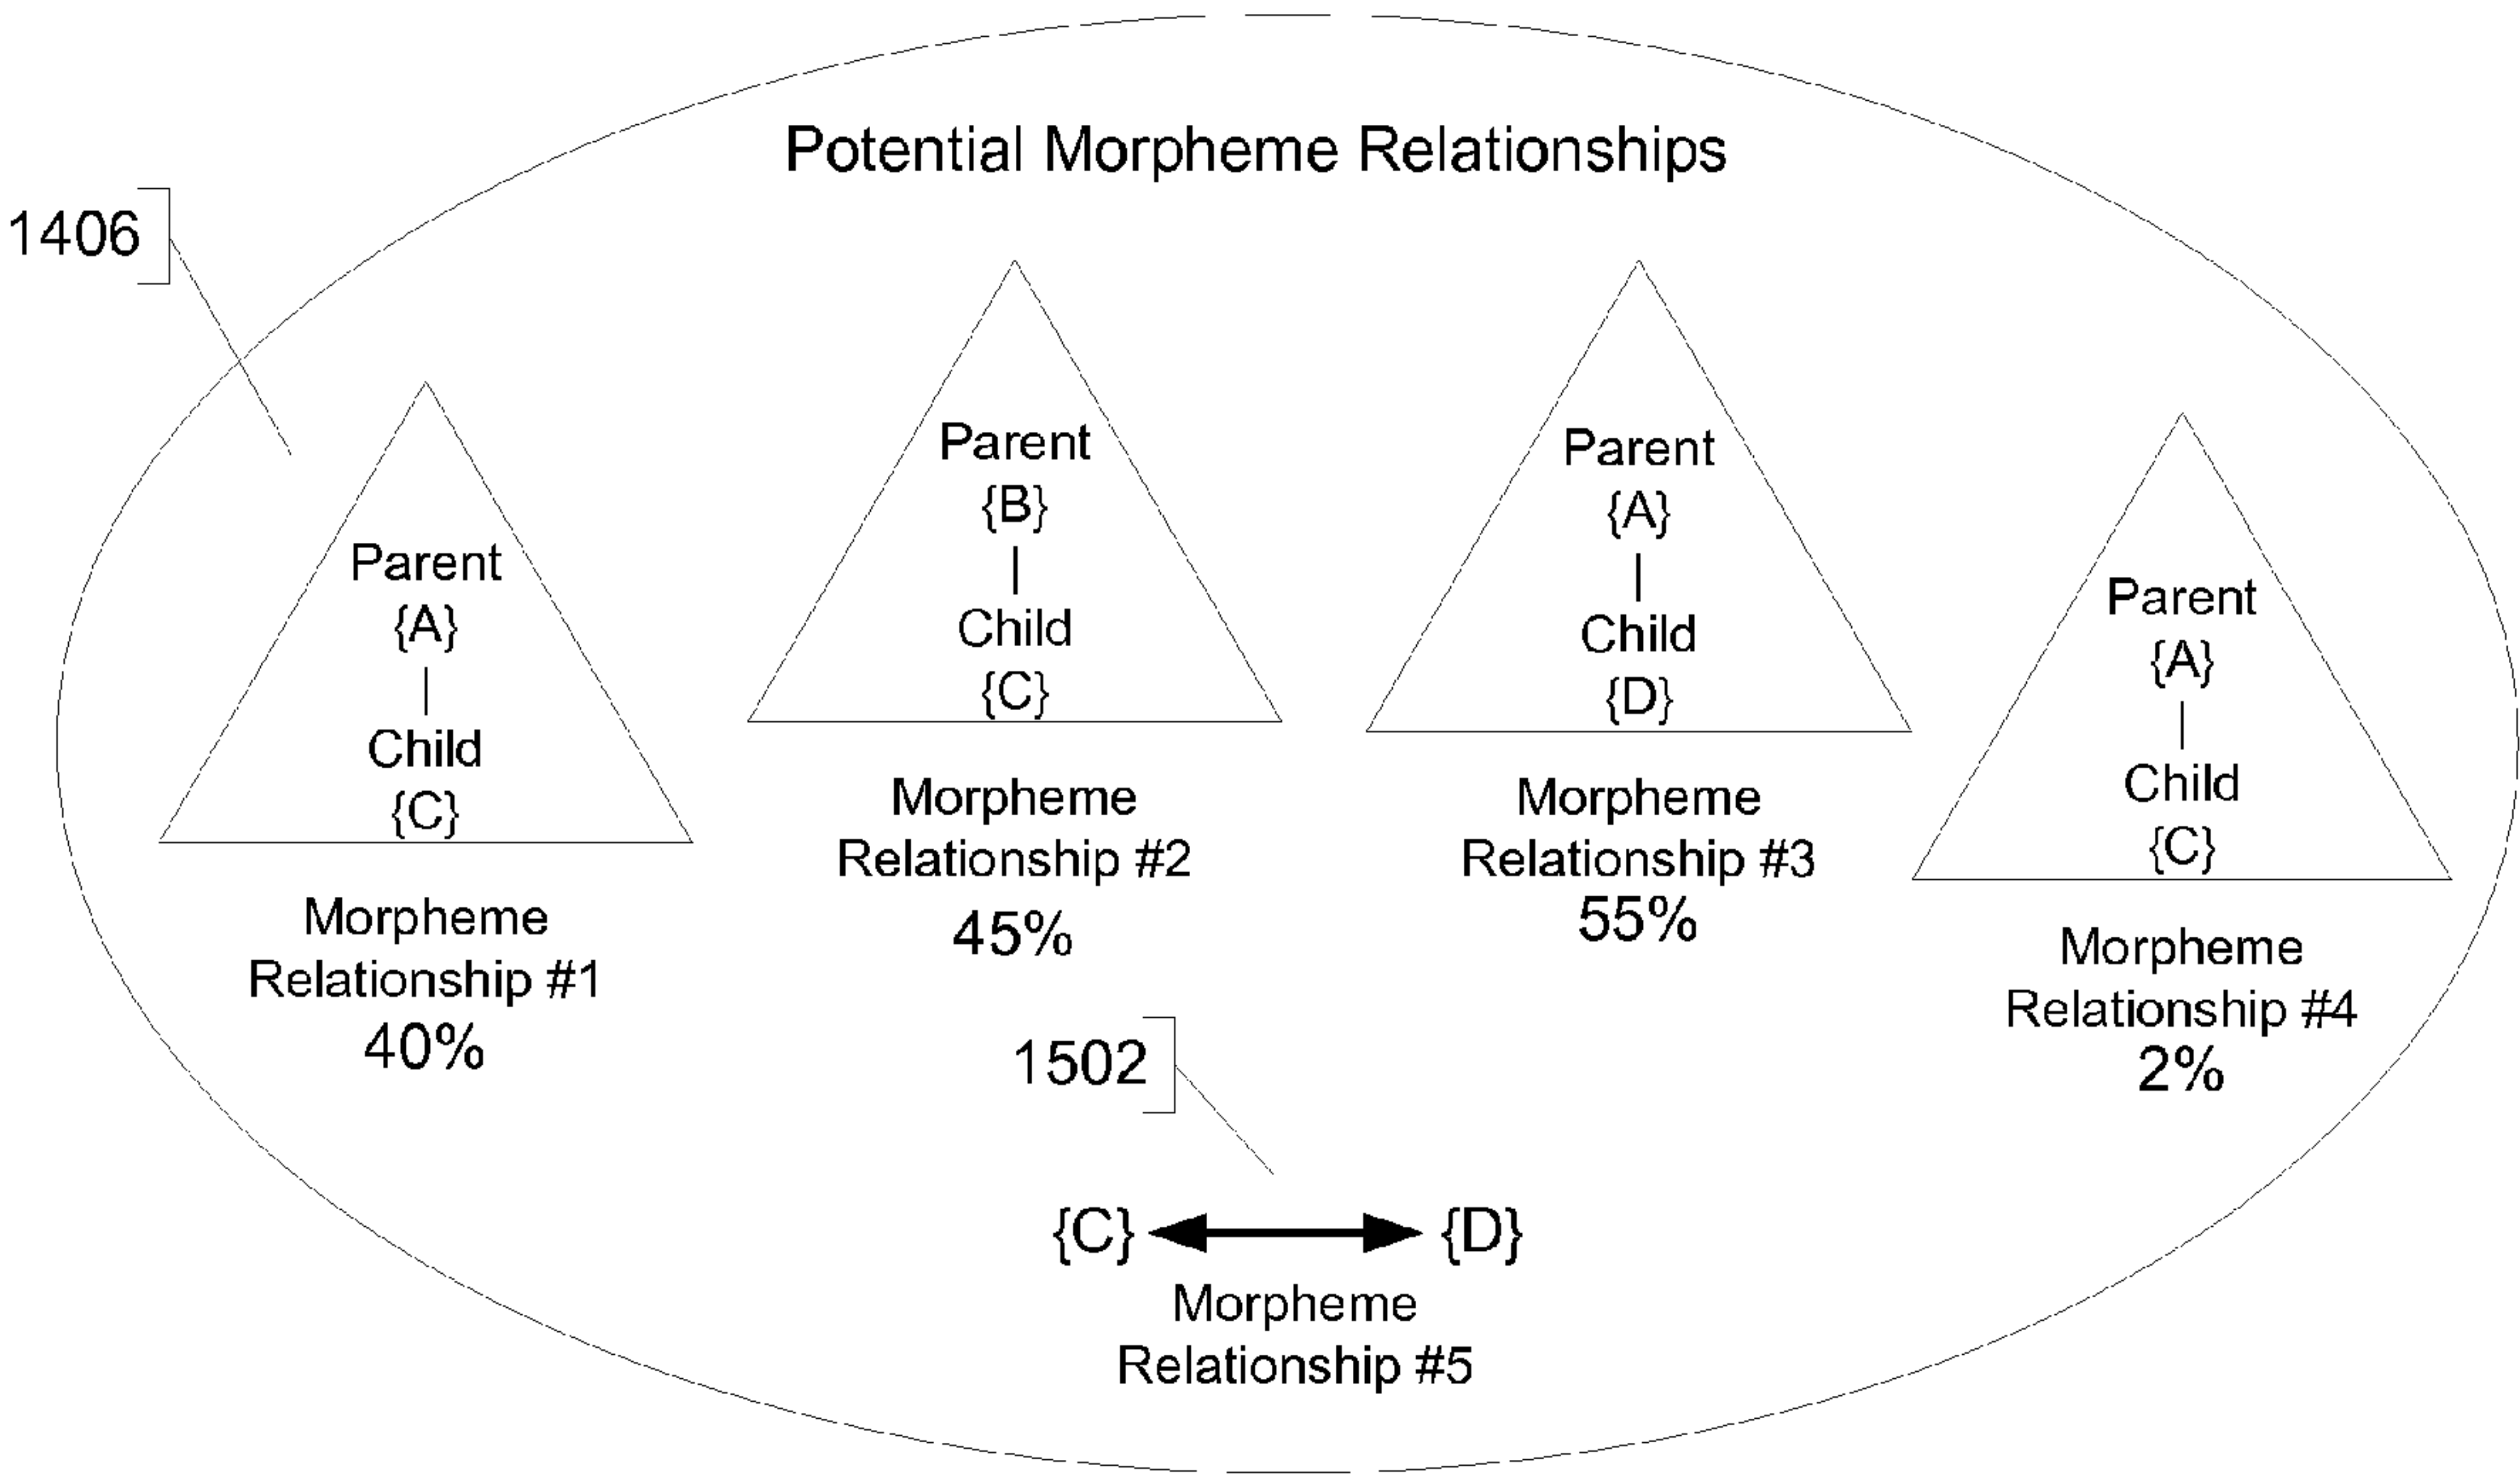 Potential Morpheme Relationships
1406
Parent
{A}
Child
{C}
Morpheme
Relationship #1
40%
Parent
{B}
Child
{C}
Morpheme
Relationship #2
45%
Parent
{A}
Child
{D}
Morpheme
Relationship #3
55%
Parent
{A}
Child
{C}
Morpheme
Relationship #4
2%
1502
{C} {D}
Morpheme
Relationship #5